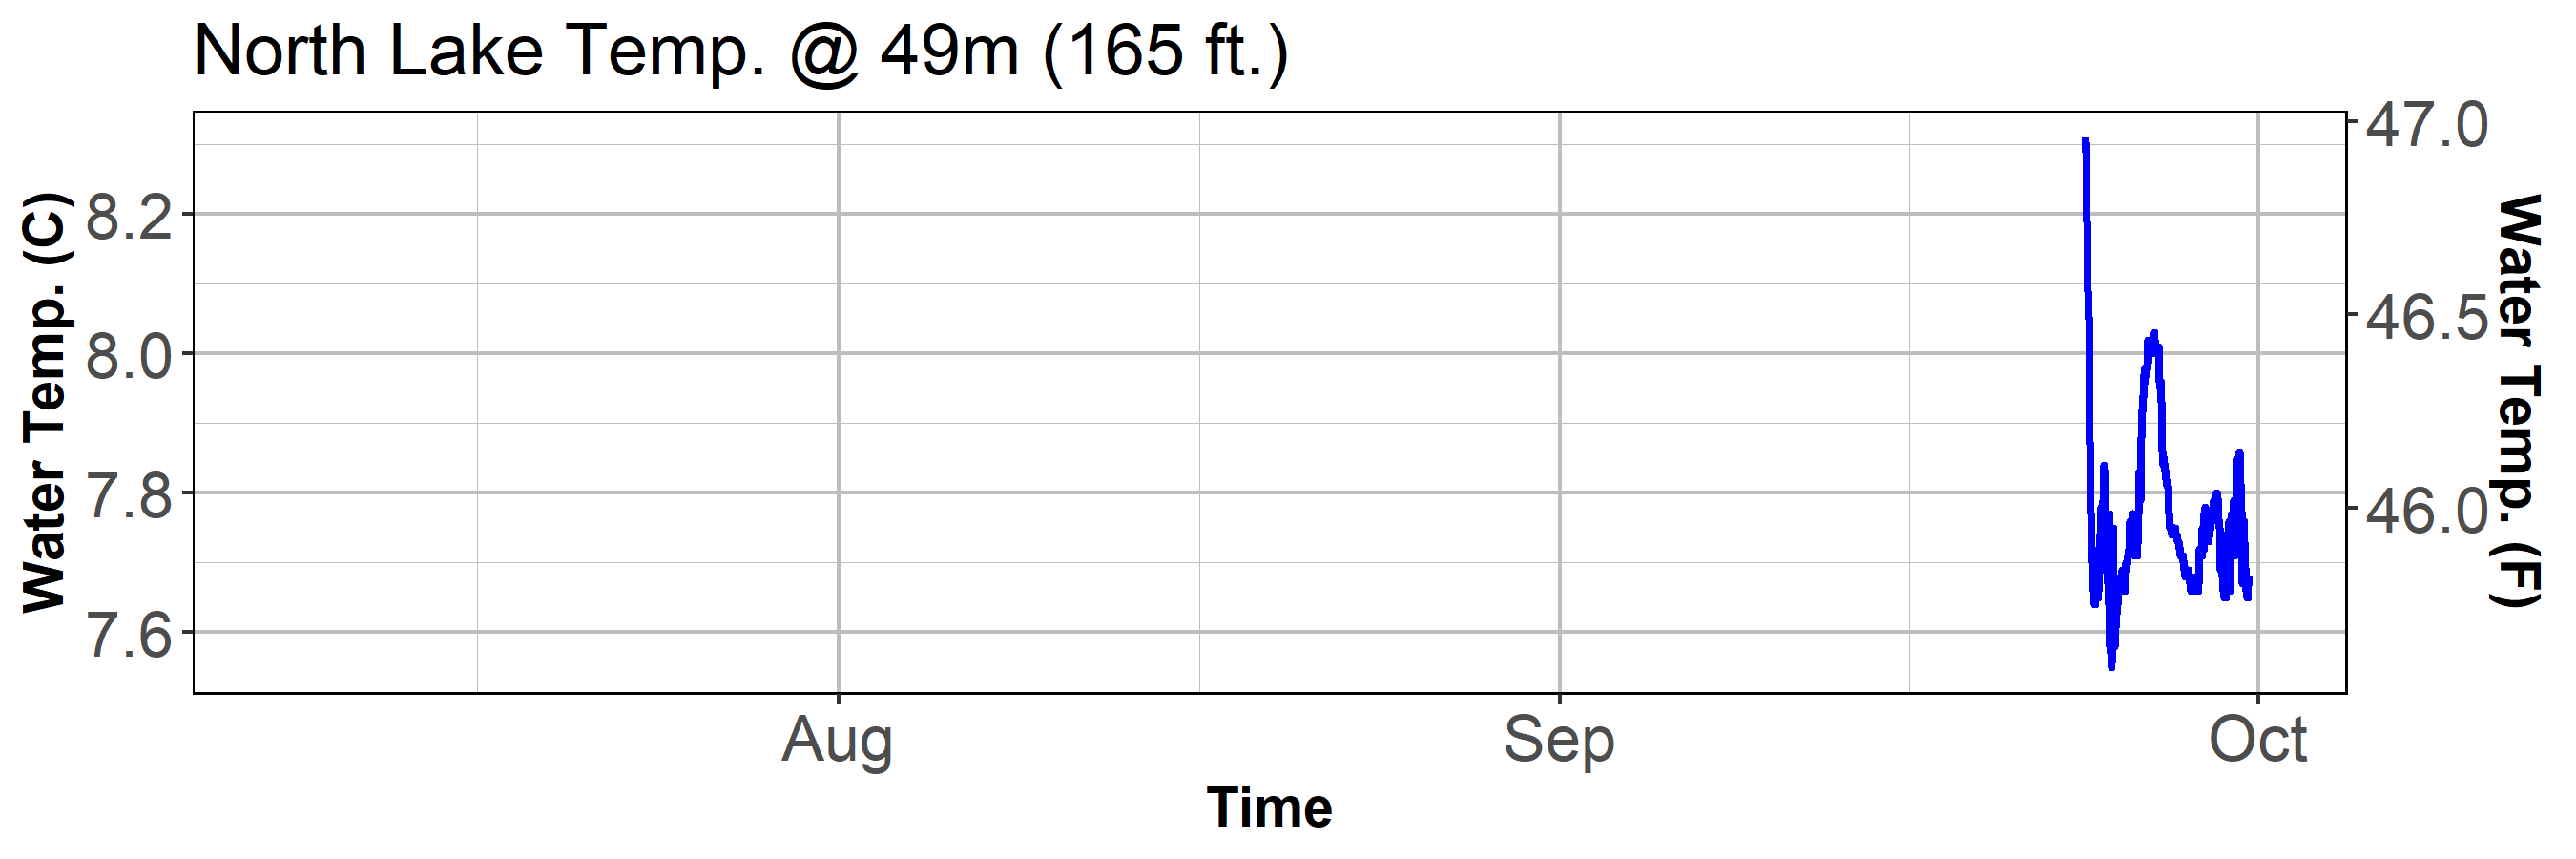 North Lake Temp. @ 49m (165 ft.)
Water Temp. (C)
8.2
8.0
7.8
7.6
47.0
46.5
46.0
Water Temp. (F)
Aug
Sep
Oct
Time